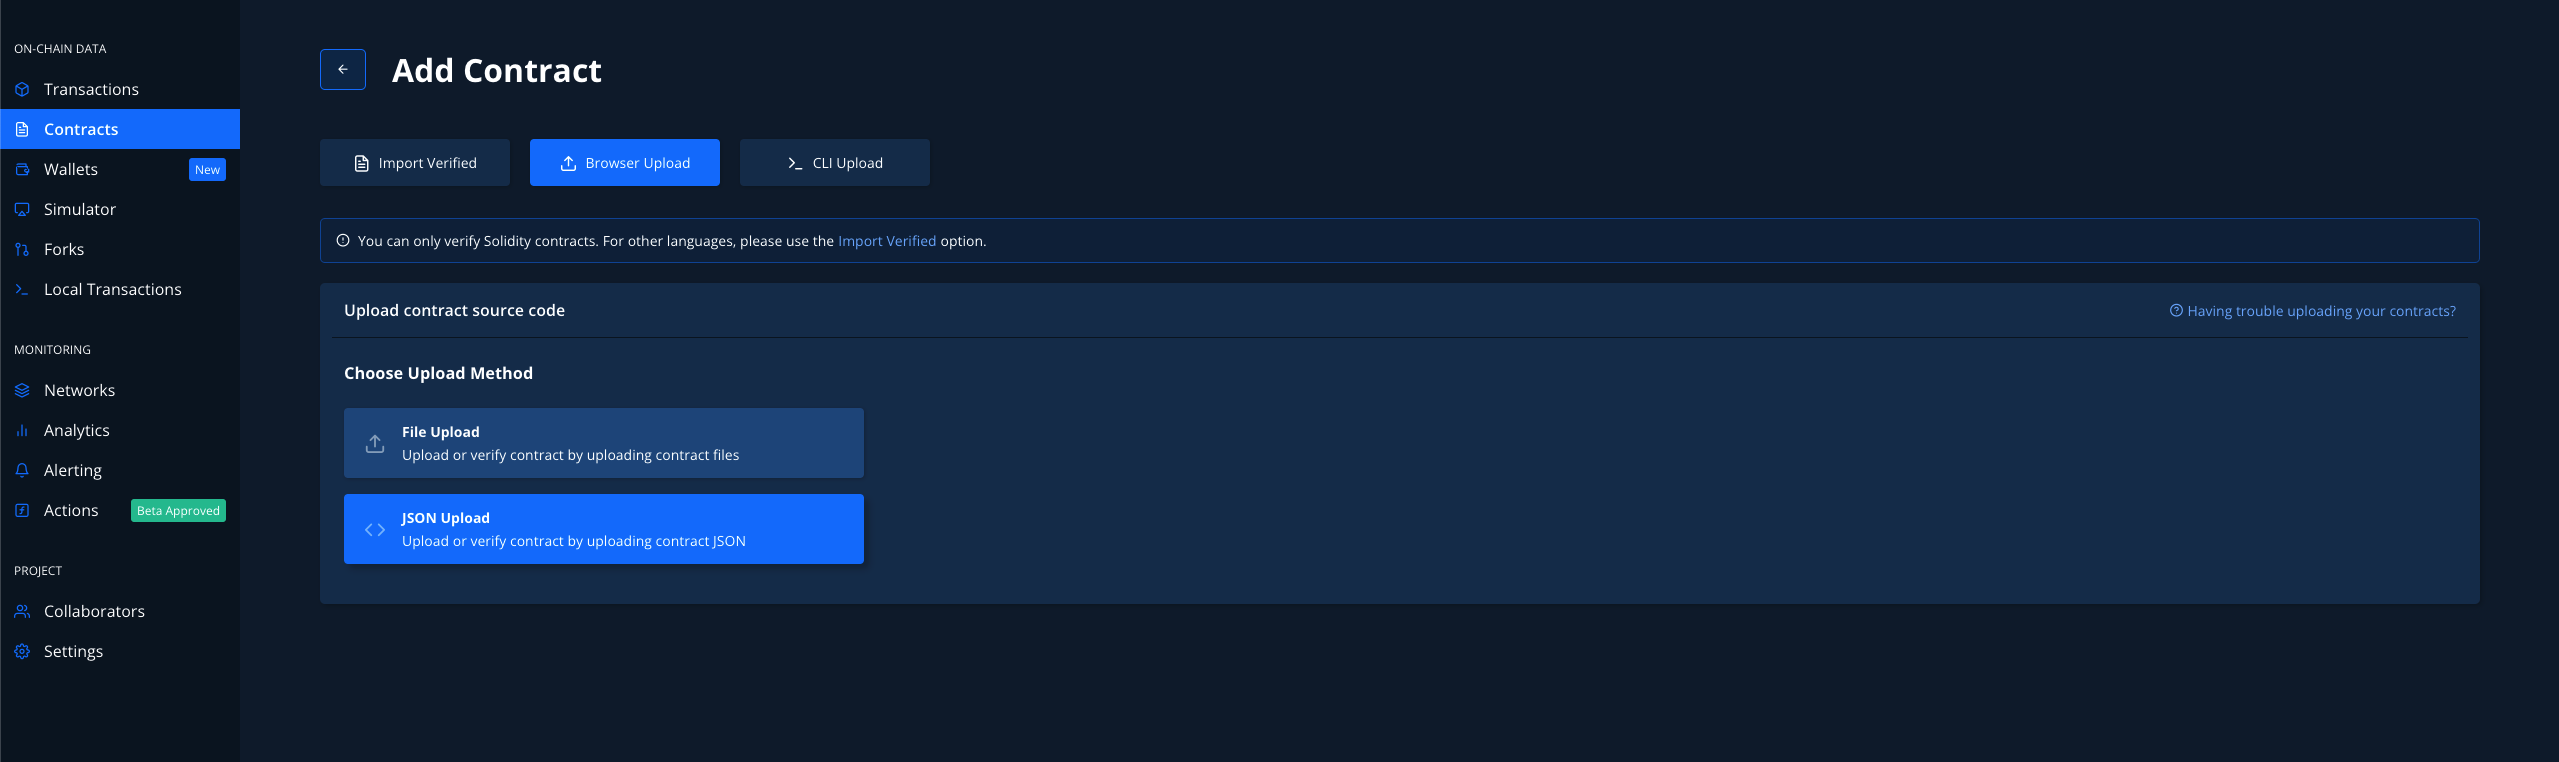 ON-CHAIN DATA
Transactions
Contracts
Wallets New
Simulator
Forks
Local Transactions
MONITORING
Networks
Analytics
Alerting
Actions Beta Approved
PROJECT
Collaborators
Settings
Add Contract
Import Verified Browser Upload CLI Upload
You can only verify Solidity contracts. For other languages, please use the Import Verified option.
Upload contract source code Having trouble uploading your contracts?
Choose Upload Method
File Upload
Upload or verify contract by uploading contract files
JSON Upload
Upload or verify contract by uploading contract JSON